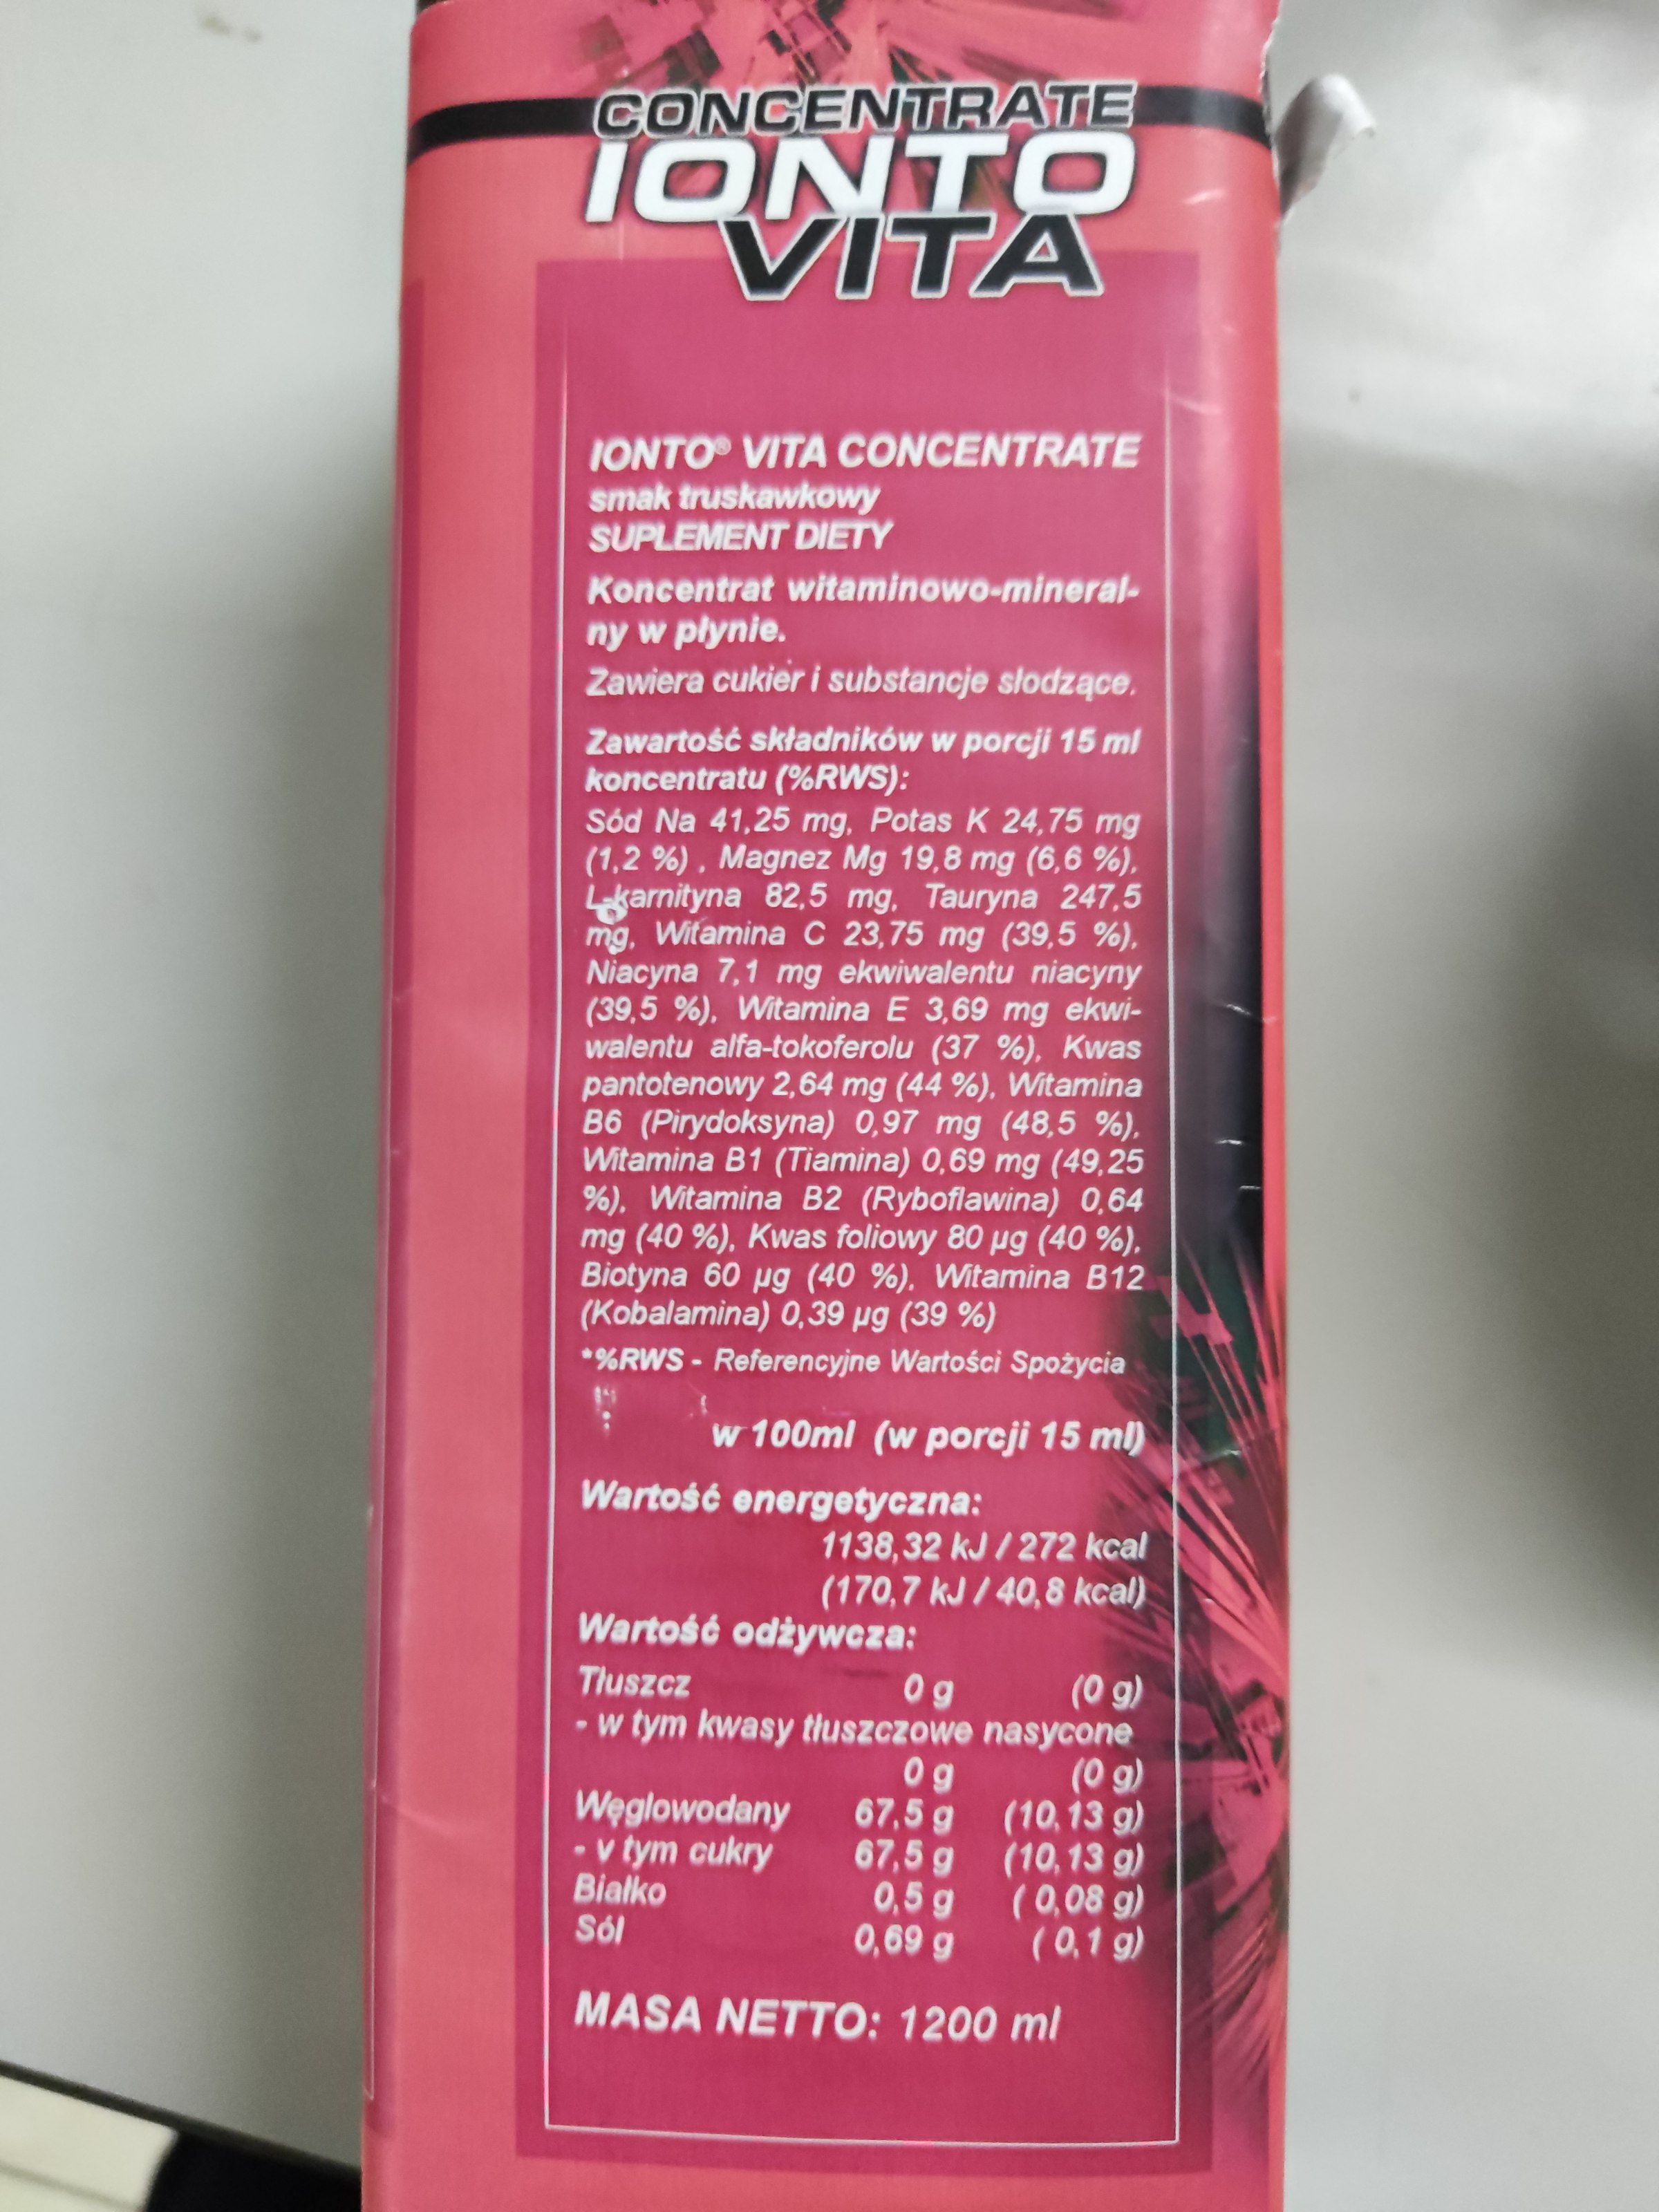 CONCENTRATE
IONTO
VITA
IONTO® VITA CONCENTRATE
smak truskawkowy
SUPLEMENT DIETY
Koncentrat witaminowo-mineral-
ny w płynie.
Zawiera cukier i substancje słodzące.
Zawartość składników w porcji 15 ml
koncentratu (%RWS):
Sód Na 41,25 mg, Potas K 24,75 mg
(1,2 %) , Magnez Mg 19,8 mg (6,6 %),
L-karnityna 82,5 mg, Tauryna 247,5
mg, Witamina C 23,75 mg (39,5 %),
Niacyna 7,1 mg ekwiwalentu niacyny
(39,5 %), Witamina E 3,69 mg ekwi-
walentu alfa-tokoferolu (37 %), Kwas
pantotenowy 2,64 mg (44 %), Witamina
B6 (Pirydoksyna) 0,97 mg (48,5 %),
Witamina B1 (Tiamina) 0,69 mg (49,25
%), Witamina B2 (Ryboflawina) 0,64
mg (40 %), Kwas foliowy 80 µg (40 %),
Biotyna 60 µg (40 %), Witamina B12
(Kobalamina) 0,39 µg (39 %)
*%RWS - Referencyjne Wartości Spożycia
w 100ml (w porcji 15 ml)
Wartość energetyczna:
1138,32 kJ / 272 kcal
(170,7 kJ / 40,8 kcal)
Wartość odżywcza:
Tłuszcz 0 g (0 g)
- w tym kwasy tłuszczowe nasycone
0 g (0 g)
Węglowodany 67,5 g (10,13 g)
- v tym cukry 67,5 g (10,13 g)
Białko 0,5 g ( 0,08 g)
Sól 0,69 g ( 0,1 g)
MASA NETTO: 1200 ml